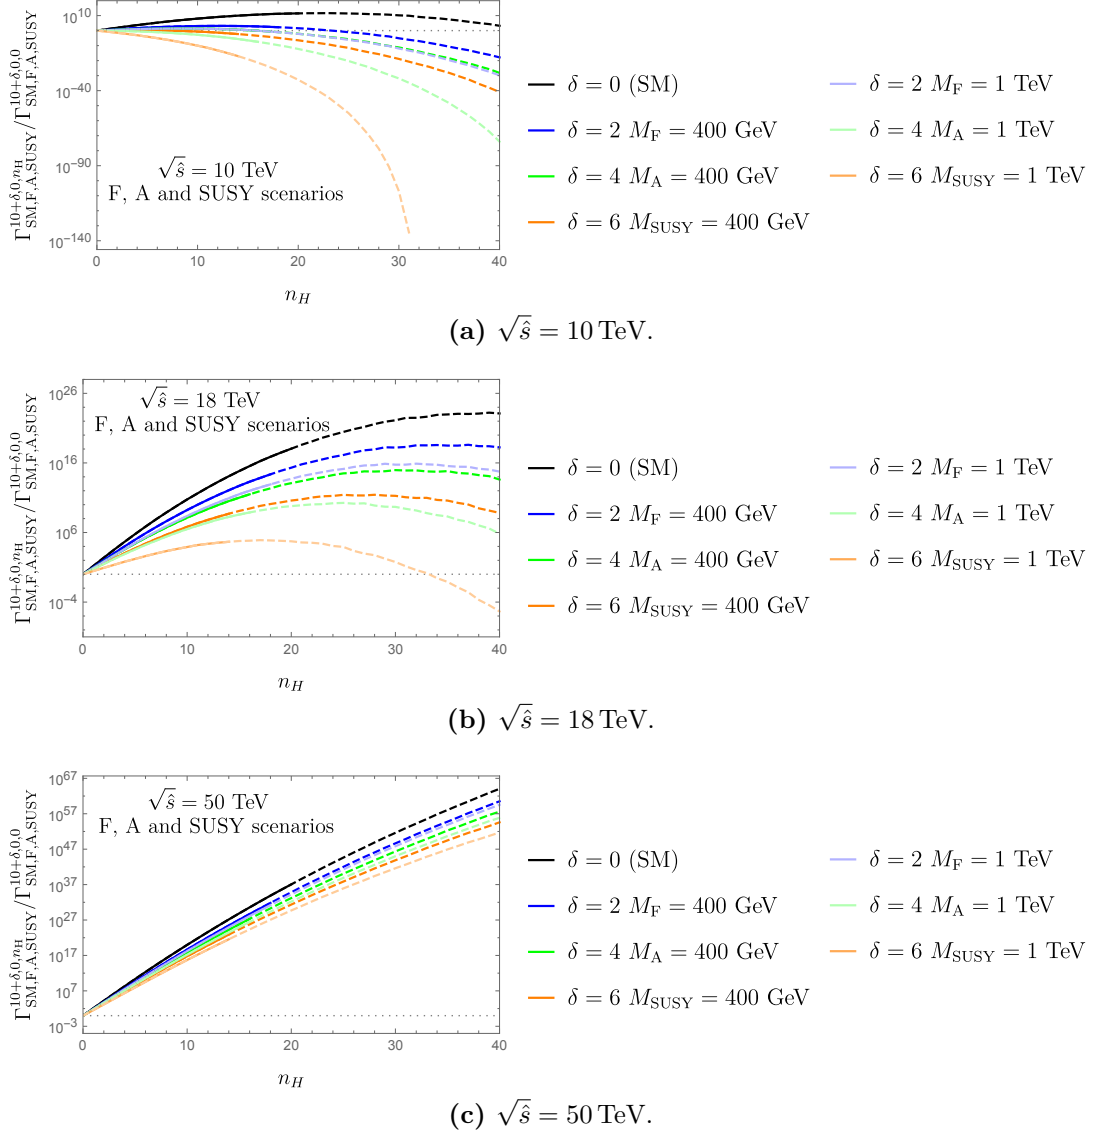 Γ^{10+δ,0,n_H}_{SM,F,A,SUSY}/Γ^{10+δ,0,0}_{SM,F,A,SUSY}
10^{10}
10^{-40}
10^{-90}
10^{-140}
√ŝ = 10 TeV
F, A and SUSY scenarios
0 10 20 30 40
n_H
δ = 0 (SM)
δ = 2 M_F = 400 GeV
δ = 4 M_A = 400 GeV
δ = 6 M_SUSY = 400 GeV
δ = 2 M_F = 1 TeV
δ = 4 M_A = 1 TeV
δ = 6 M_SUSY = 1 TeV
(a) √ŝ = 10 TeV.
Γ^{10+δ,0,n_H}_{SM,F,A,SUSY}/Γ^{10+δ,0,0}_{SM,F,A,SUSY}
10^{26}
10^{16}
10^{6}
10^{-4}
√ŝ = 18 TeV
F, A and SUSY scenarios
0 10 20 30 40
n_H
δ = 0 (SM)
δ = 2 M_F = 400 GeV
δ = 4 M_A = 400 GeV
δ = 6 M_SUSY = 400 GeV
δ = 2 M_F = 1 TeV
δ = 4 M_A = 1 TeV
δ = 6 M_SUSY = 1 TeV
(b) √ŝ = 18 TeV.
Γ^{10+δ,0,n_H}_{SM,F,A,SUSY}/Γ^{10+δ,0,0}_{SM,F,A,SUSY}
10^{67}
10^{57}
10^{47}
10^{37}
10^{27}
10^{17}
10^{7}
10^{-3}
√ŝ = 50 TeV
F, A and SUSY scenarios
0 10 20 30 40
n_H
δ = 0 (SM)
δ = 2 M_F = 400 GeV
δ = 4 M_A = 400 GeV
δ = 6 M_SUSY = 400 GeV
δ = 2 M_F = 1 TeV
δ = 4 M_A = 1 TeV
δ = 6 M_SUSY = 1 TeV
(c) √ŝ = 50 TeV.